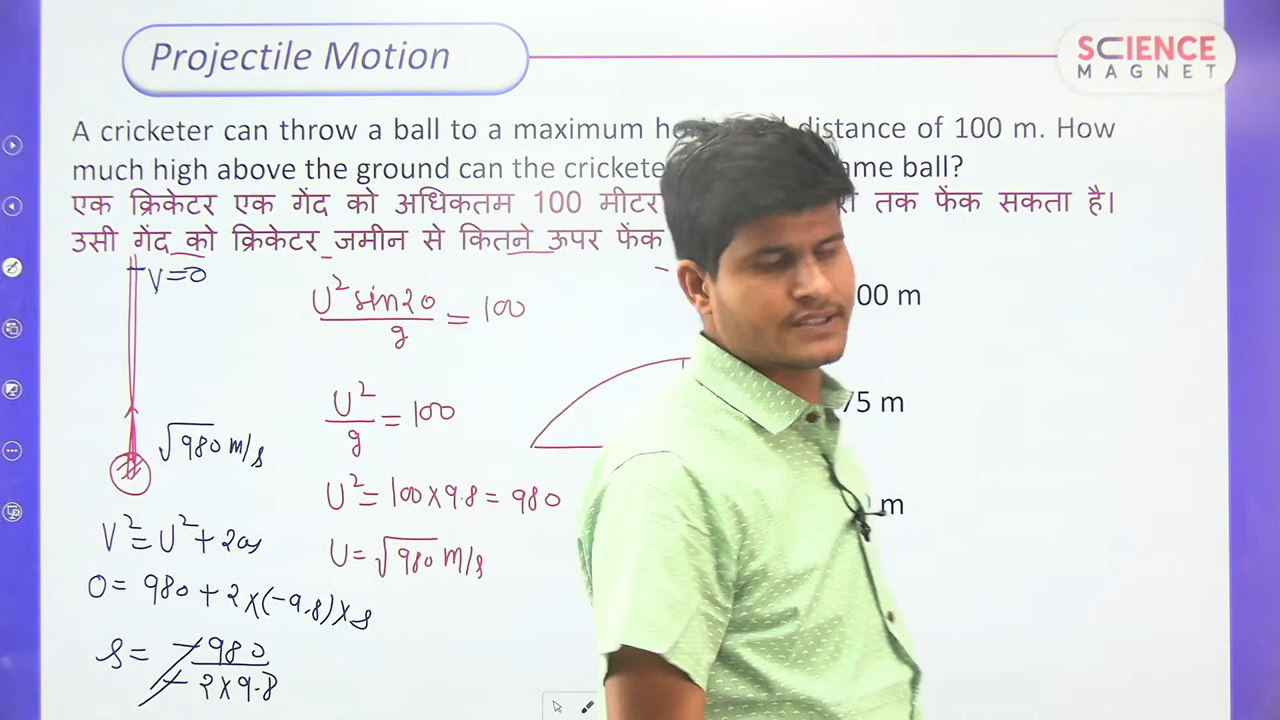 Projectile Motion
SCIENCE
MAGNET
A cricketer can throw a ball to a maximum distance of 100 m. How
much high above the ground can the ball?
एक क्रिकेटर एक गेंद को अधिकतम 100 मीटर तक फेंक सकता है।
उसी गेंद को क्रिकेटर जमीन से कितने ऊपर फेंक
V=0
U² sin2θ / g = 100
00 m
U² / g = 100
75 m
√980 m/s
U² = 100×9.8 = 980
m
V² = U² + 2as
U = √980 m/s
0 = 980 + 2×(-9.8)×s
s = -980 / -2×9.8